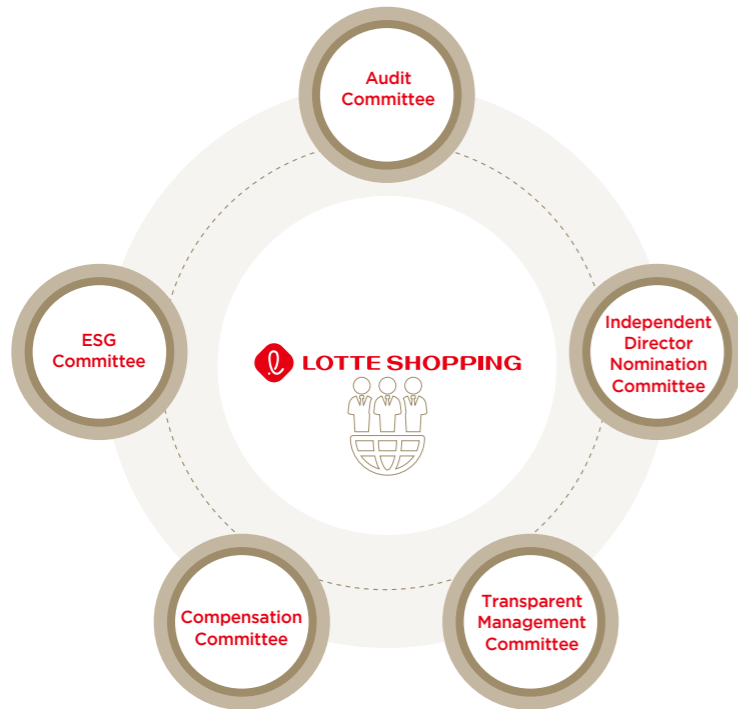 Audit
Committee
ESG
Committee
Independent
Director
Nomination
Committee
LOTTE SHOPPING
Compensation
Committee
Transparent
Management
Committee